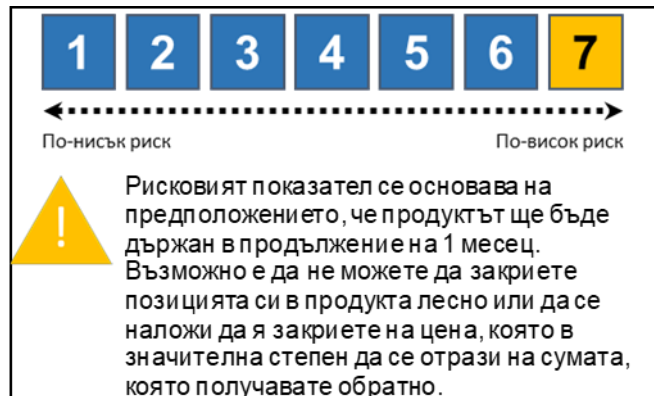 1 2 3 4 5 6 7
По-нисък риск По-висок риск
!
Рисковият показател се основава на
предположението, че продуктът ще бъде
държан в продължение на 1 месец.
Възможно е да не можете да закриете
позицията си в продукта лесно или да се
наложи да я закриете на цена, която в
значителна степен да се отрази на сумата,
която получавате обратно.